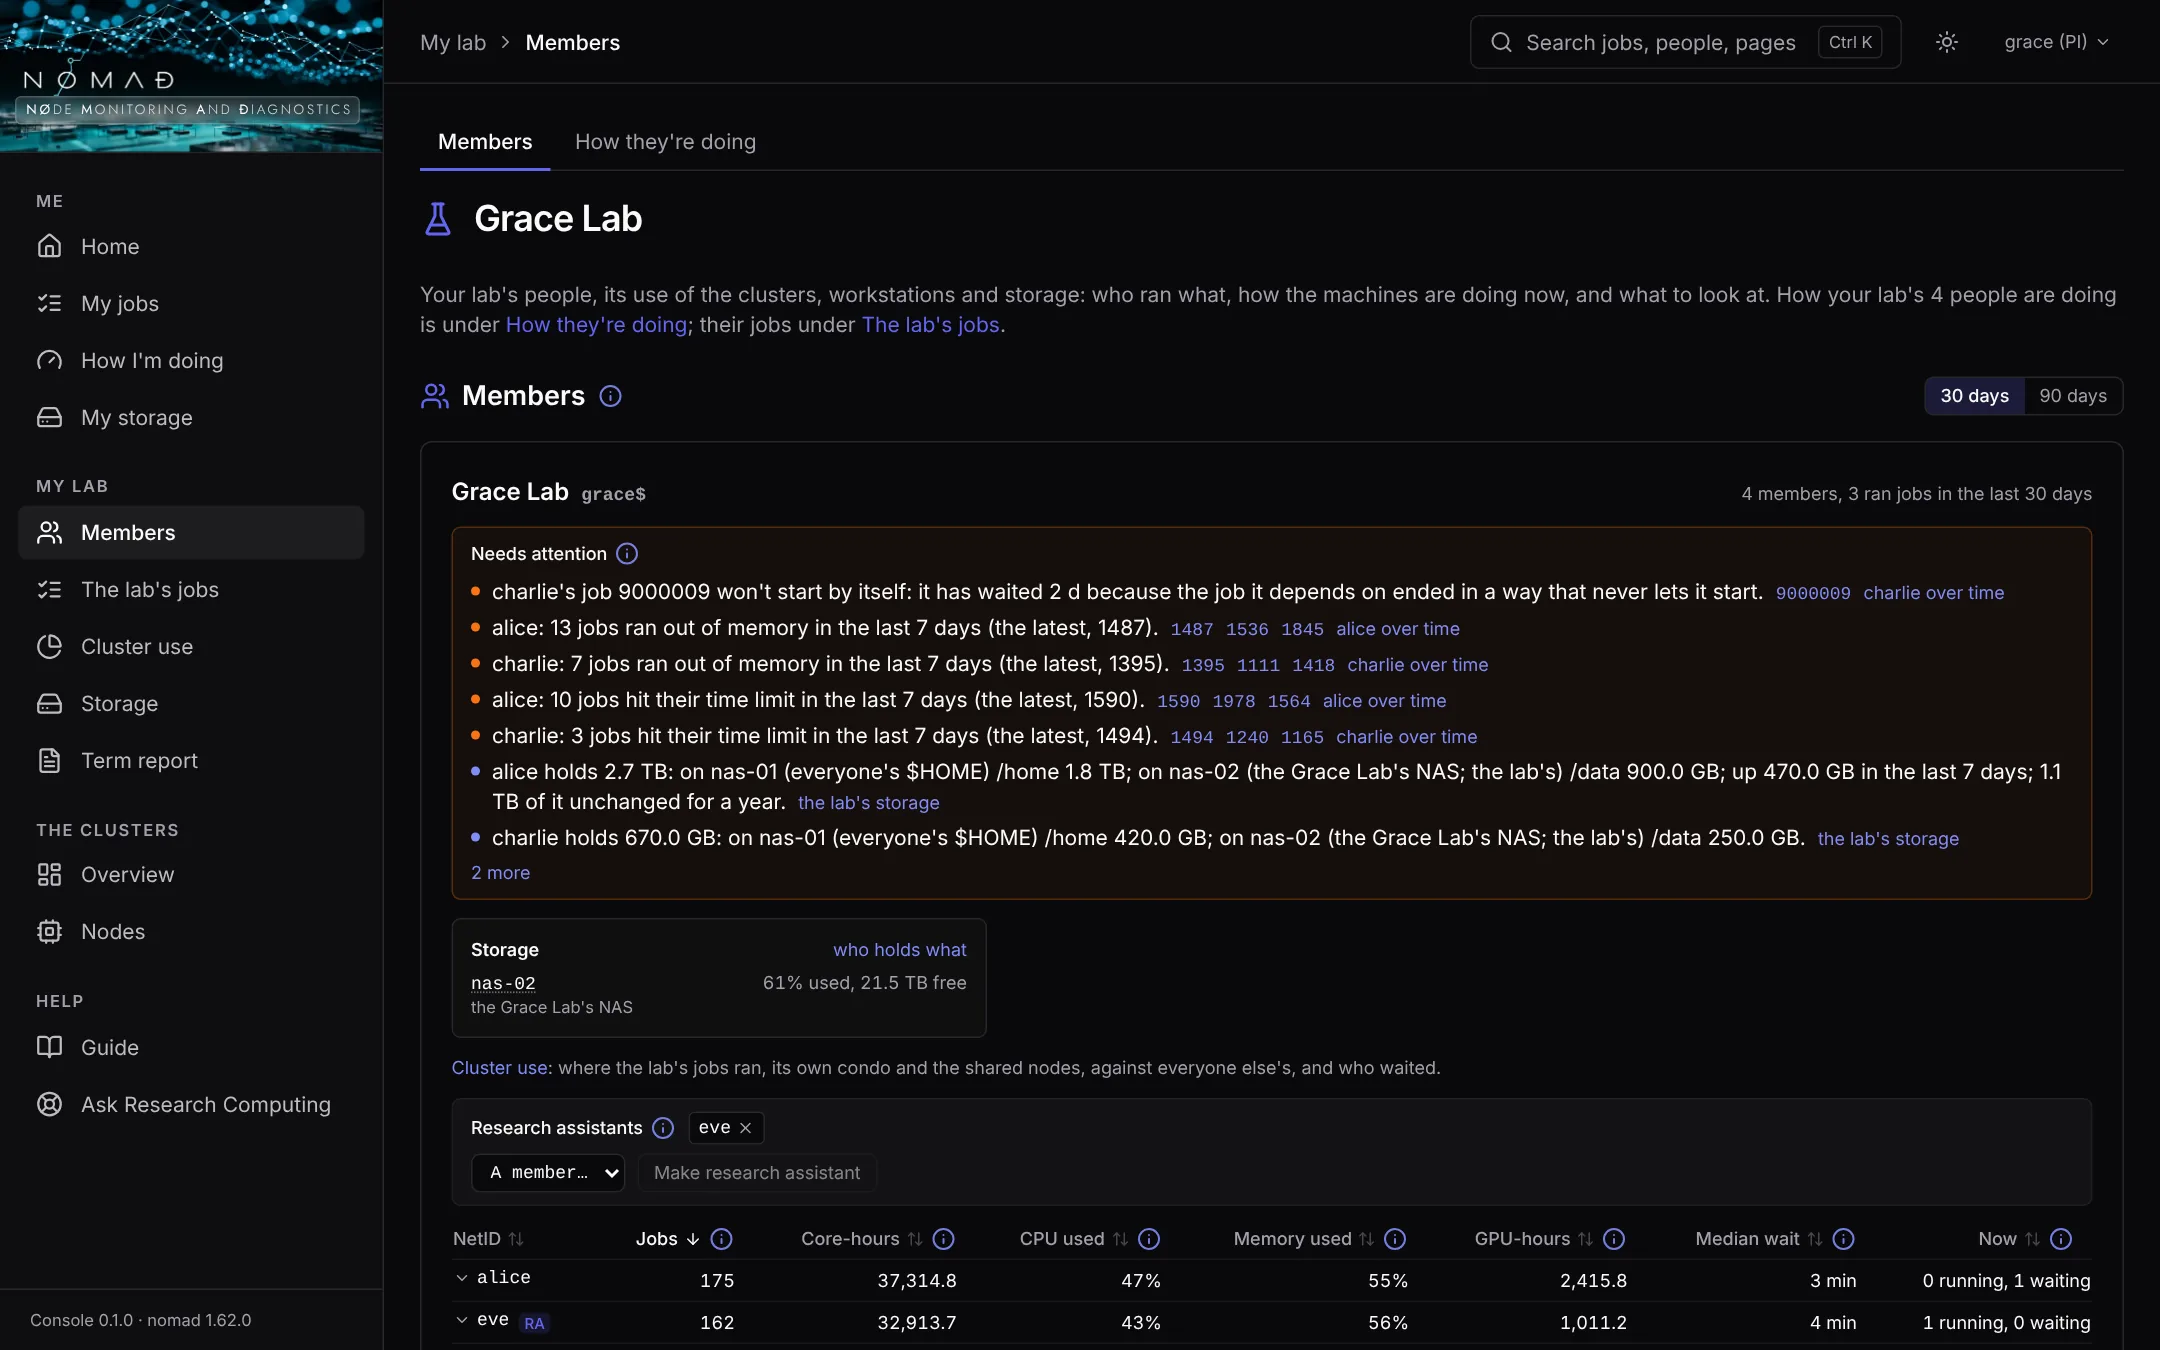 NØMAÐ
NØDE MONITORING AND ÐIAGNOSTICS
My lab > Members
Search jobs, people, pages
Ctrl K
grace (PI)
ME
Home
My jobs
How I'm doing
My storage
MY LAB
Members
The lab's jobs
Cluster use
Storage
Term report
THE CLUSTERS
Overview
Nodes
HELP
Guide
Ask Research Computing
Console 0.1.0 · nomad 1.62.0
Members
How they're doing
Grace Lab
Your lab's people, its use of the clusters, workstations and storage: who ran what, how the machines are doing now, and what to look at. How your lab's 4 people are doing
is under How they're doing; their jobs under The lab's jobs.
Members
30 days
90 days
Grace Lab grace$
4 members, 3 ran jobs in the last 30 days
Needs attention
charlie's job 9000009 won't start by itself: it has waited 2 d because the job it depends on ended in a way that never lets it start. 9000009 charlie over time
alice: 13 jobs ran out of memory in the last 7 days (the latest, 1487). 1487 1536 1845 alice over time
charlie: 7 jobs ran out of memory in the last 7 days (the latest, 1395). 1395 1111 1418 charlie over time
alice: 10 jobs hit their time limit in the last 7 days (the latest, 1590). 1590 1978 1564 alice over time
charlie: 3 jobs hit their time limit in the last 7 days (the latest, 1494). 1494 1240 1165 charlie over time
alice holds 2.7 TB: on nas-01 (everyone's $HOME) /home 1.8 TB; on nas-02 (the Grace Lab's NAS; the lab's) /data 900.0 GB; up 470.0 GB in the last 7 days; 1.1
TB of it unchanged for a year. the lab's storage
charlie holds 670.0 GB: on nas-01 (everyone's $HOME) /home 420.0 GB; on nas-02 (the Grace Lab's NAS; the lab's) /data 250.0 GB. the lab's storage
2 more
Storage
who holds what
nas-02
61% used, 21.5 TB free
the Grace Lab's NAS
Cluster use: where the lab's jobs ran, its own condo and the shared nodes, against everyone else's, and who waited.
Research assistants
eve ×
A member…
Make research assistant
NetID Jobs Core-hours CPU used Memory used GPU-hours Median wait Now
alice 175 37,314.8 47% 55% 2,415.8 3 min 0 running, 1 waiting
eve RA 162 32,913.7 43% 56% 1,011.2 4 min 1 running, 0 waiting